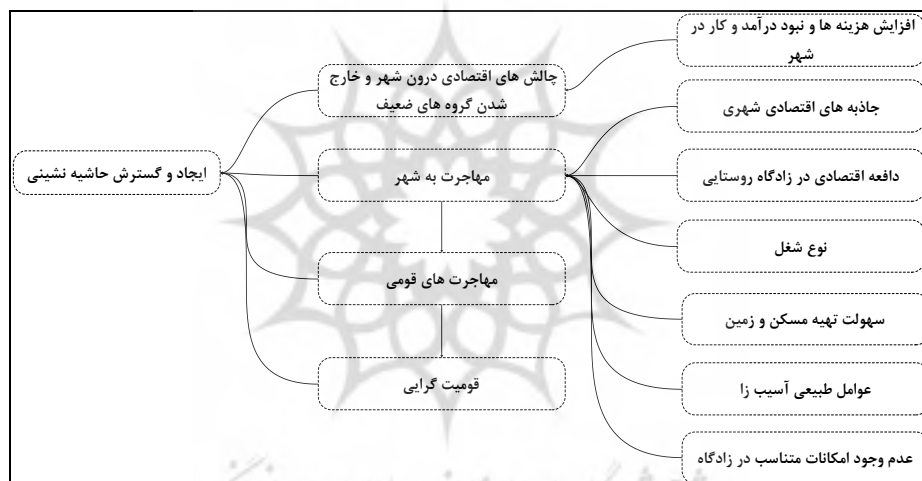 افزایش هزینه ها و نبود درآمد و کار در
شهر
جاذبه های اقتصادی شهری
دافعه اقتصادی در زادگاه روستایی
نوع شغل
سهولت تهیه مسکن و زمین
عوامل طبیعی آسیب زا
عدم وجود امکانات متناسب در زادگاه
چالش های اقتصادی درون شهر و خارج
شدن گروه های ضعیف
مهاجرت به شهر
مهاجرت های قومی
قومیت گرایی
ایجاد و گسترش حاشیه نشینی